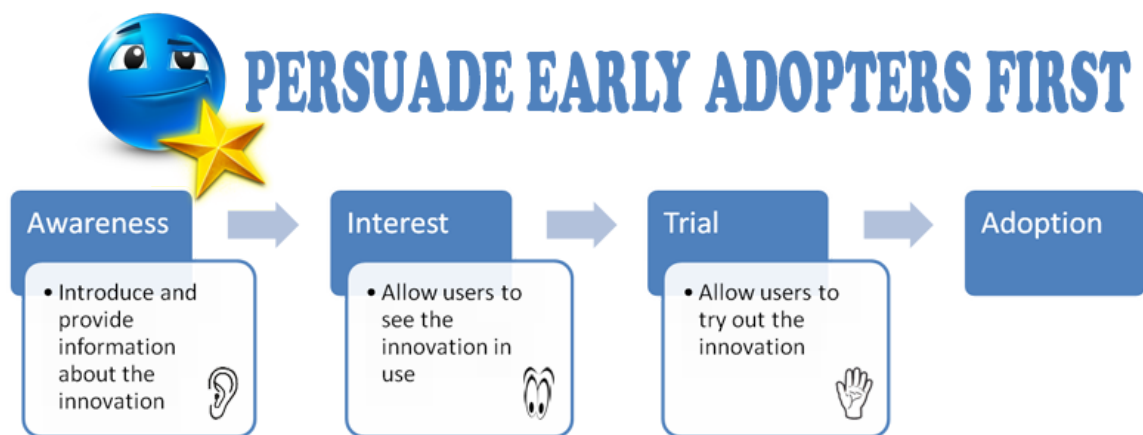 PERSUADE EARLY ADOPTERS FIRST
Awareness
• Introduce and
provide
information
about the
innovation
Interest
• Allow users to
see the
innovation in
use
Trial
• Allow users to
try out the
innovation
Adoption